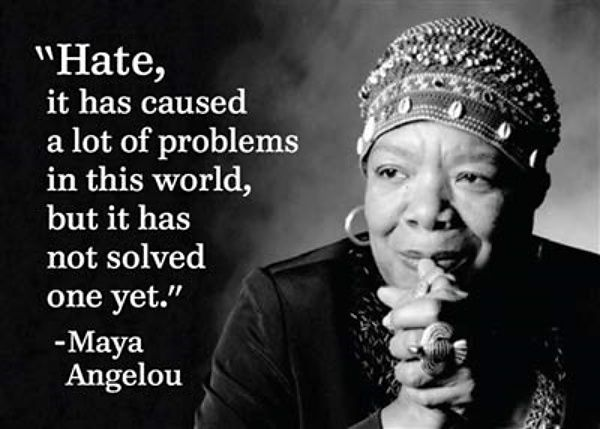 “Hate,
it has caused
a lot of problems
in this world,
but it has
not solved
one yet.”
-Maya
Angelou